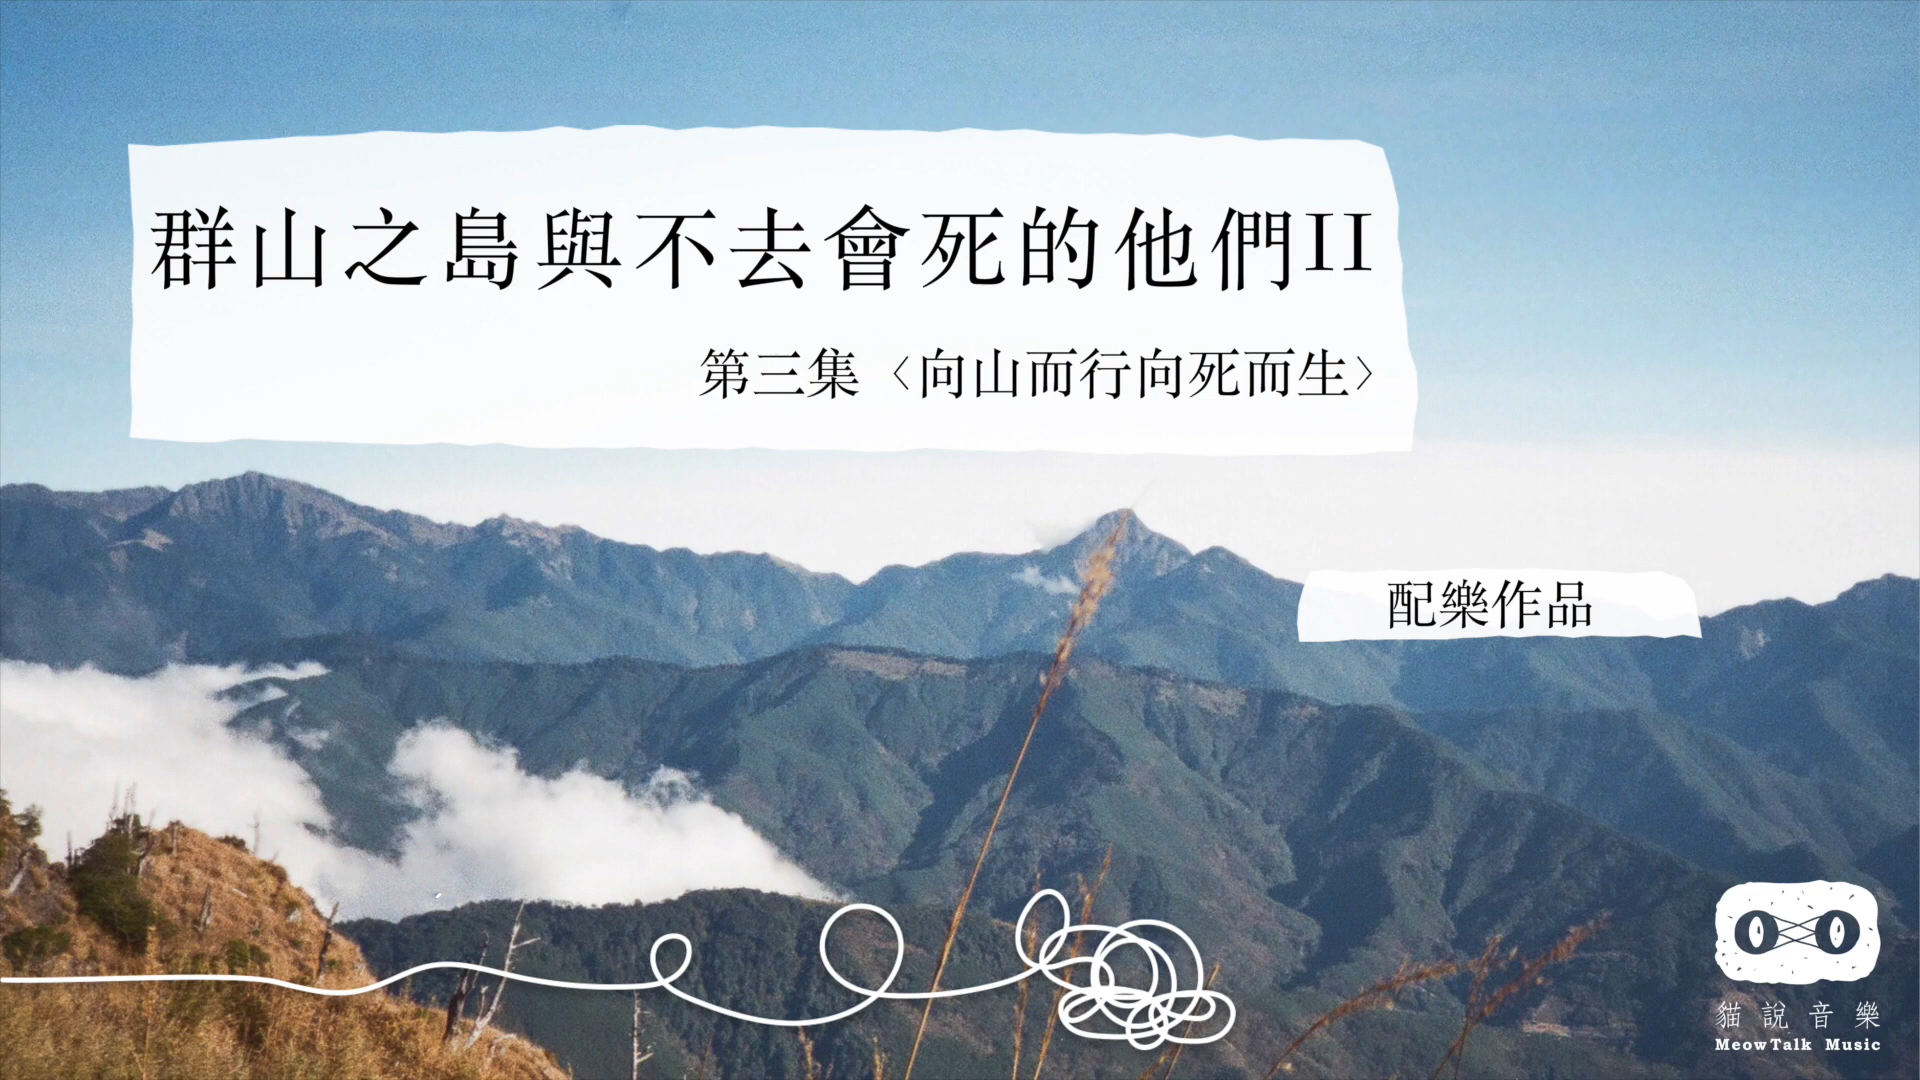 群山之島與不去會死的他們II
第三集〈向山而行向死而生〉
配樂作品
貓說音樂
MeowTalk Music